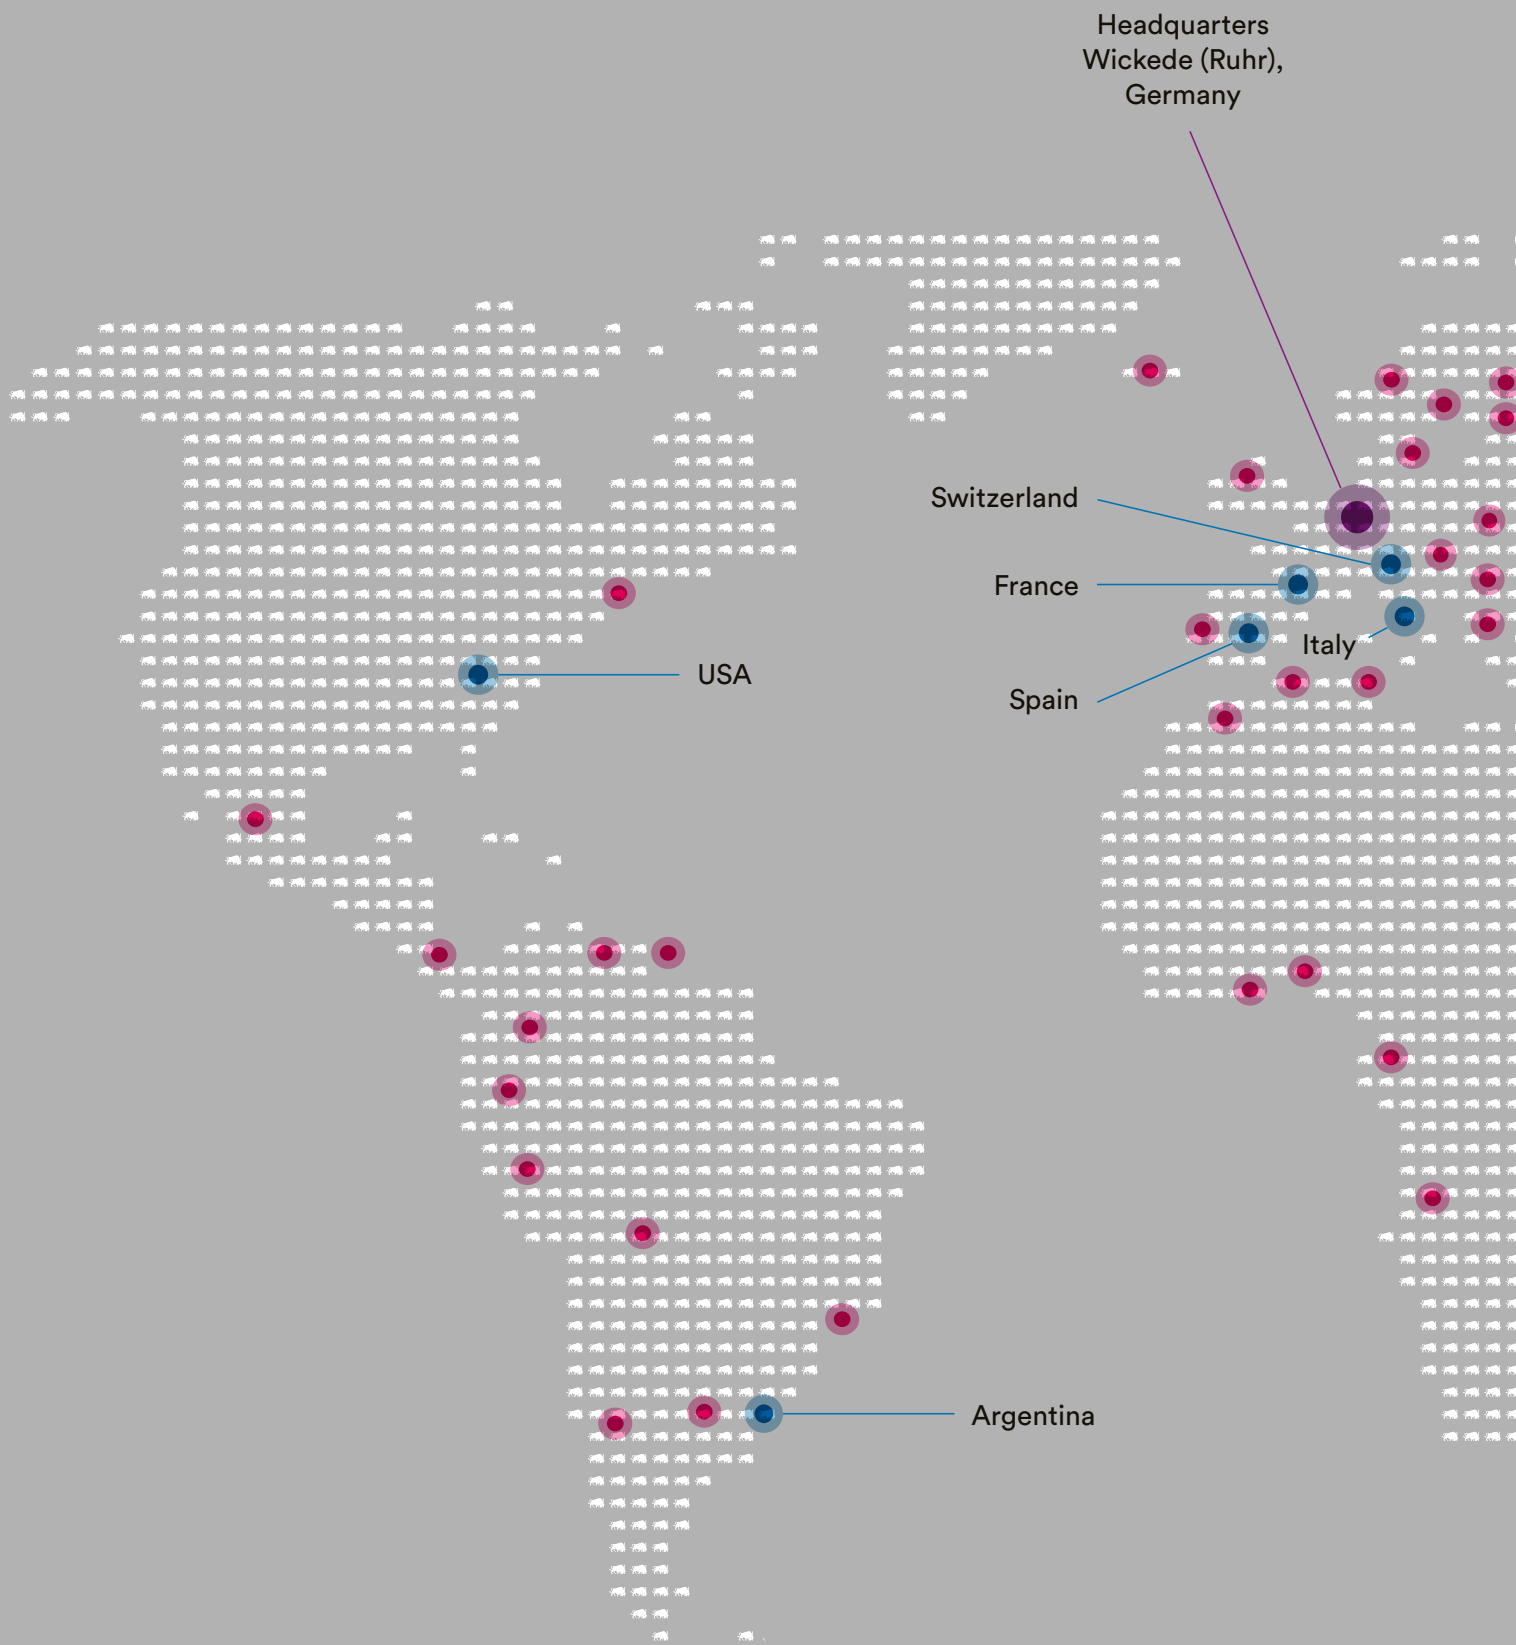 Headquarters
Wickede (Ruhr),
Germany
Switzerland
France
Italy
USA
Spain
Argentina